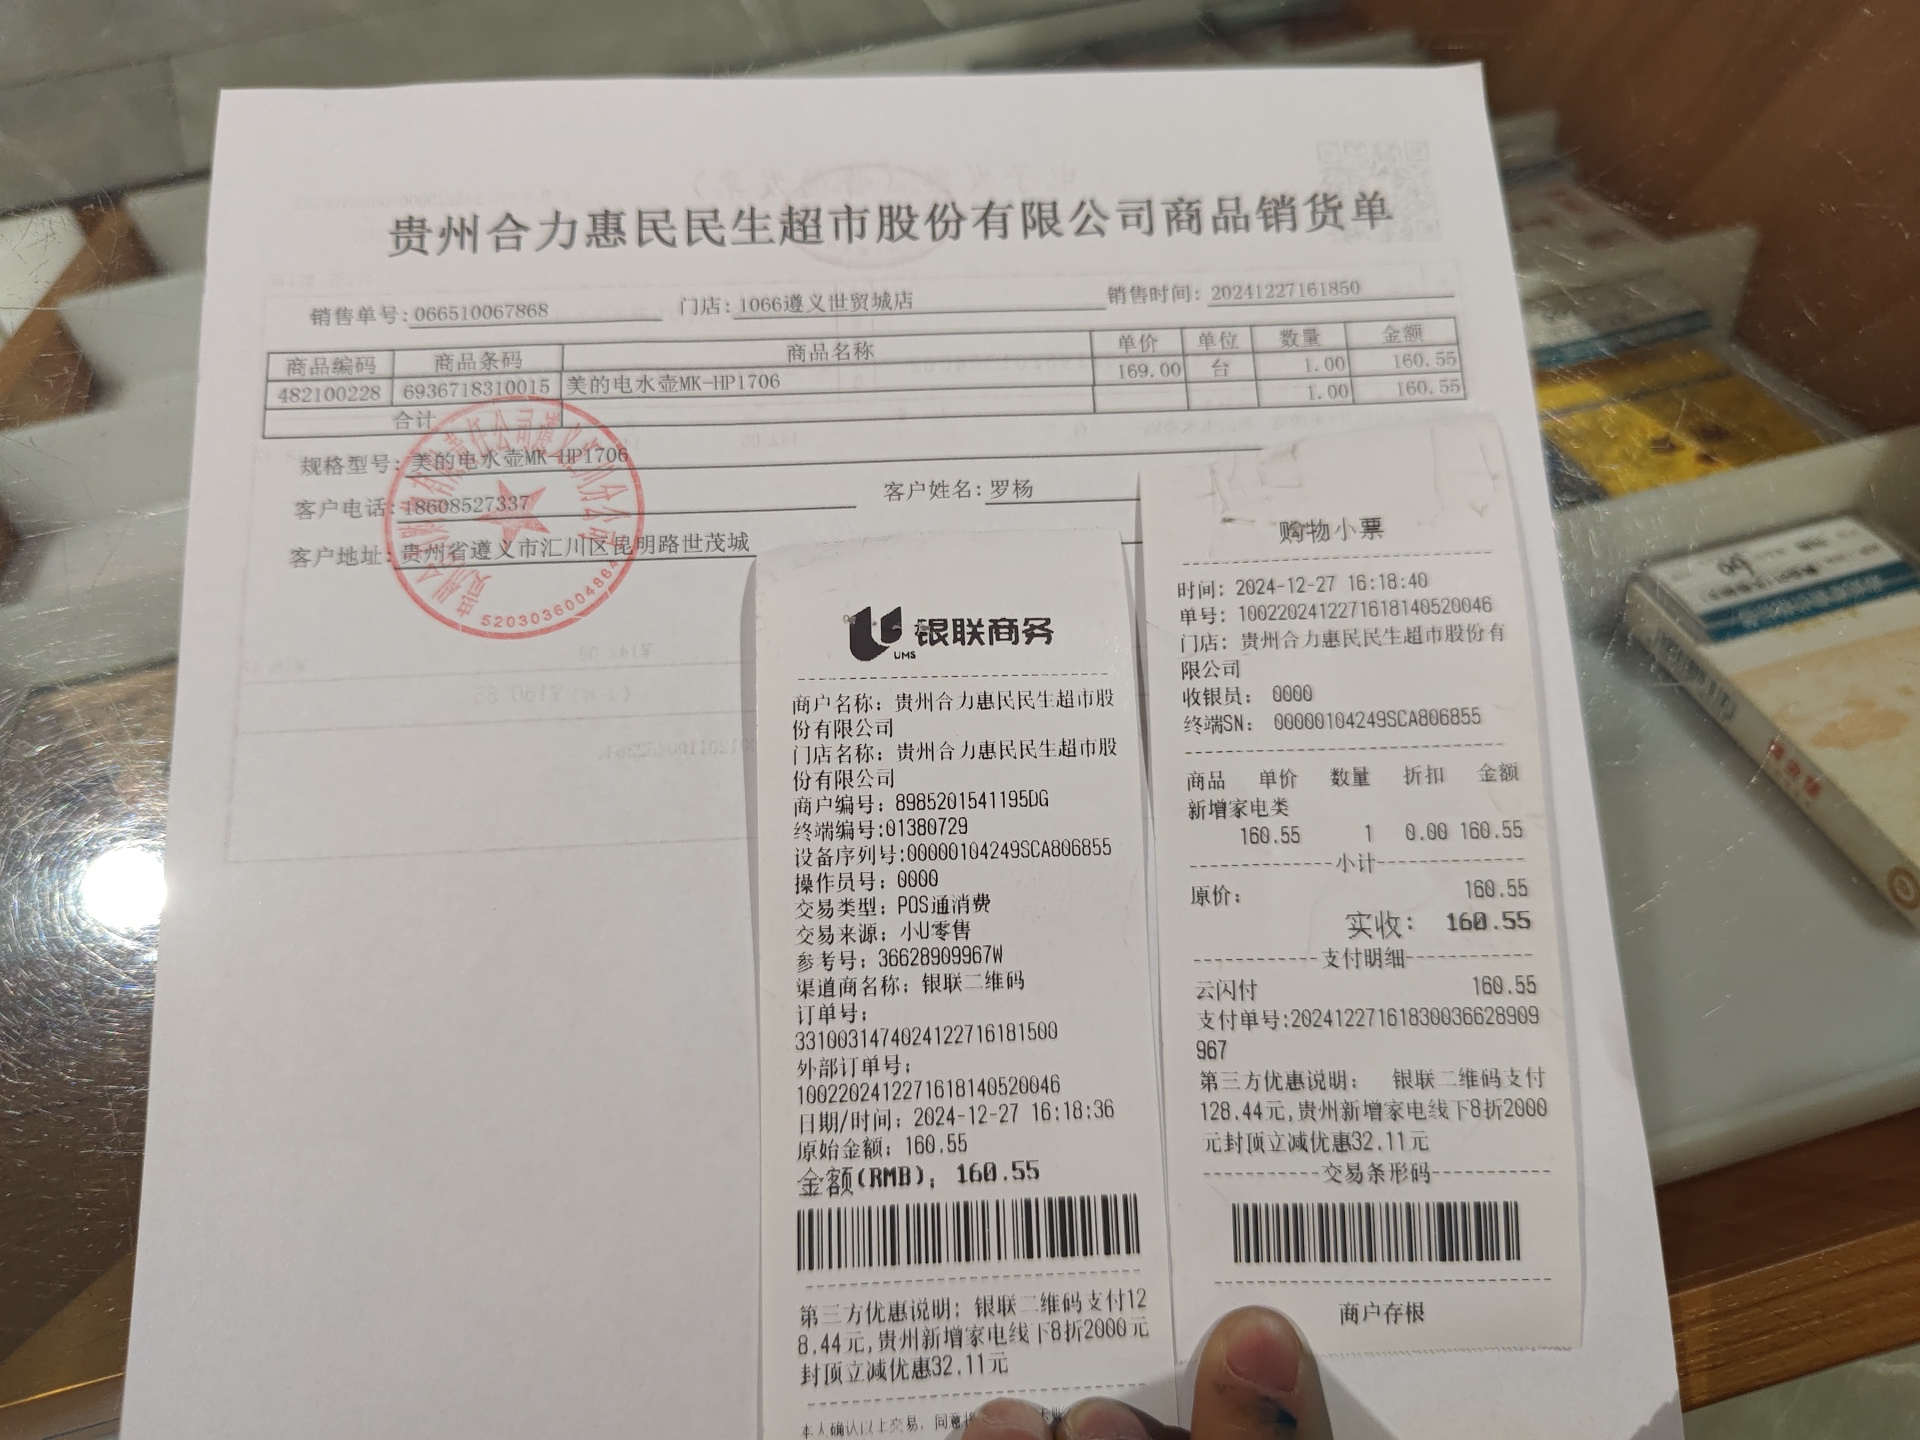 贵州合力惠民民生超市股份有限公司商品销货单
销售单号:066510067868 门店:1066遵义世贸城店 销售时间:20241227161850
商品编码 商品条码 商品名称 单价 单位 数量 金额
482100228 6936718310015 美的电水壶MK-HP1706 169.00 台 1.00 160.55
合计 1.00 160.55
规格型号:美的电水壶MK-HP1706
客户电话:18608527337 客户姓名:罗杨
客户地址:贵州省遵义市汇川区昆明路世茂城
5203036004864
银联商务
UMS
商户名称：贵州合力惠民民生超市股
份有限公司
门店名称：贵州合力惠民民生超市股
份有限公司
商户编号：8985201541195DG
终端编号:01380729
设备序列号:00000104249SCA806855
操作员号：0000
交易类型：POS通消费
交易来源：小U零售
参考号：36628909967W
渠道商名称：银联二维码
订单号：
33100314740241227161815​00
外部订单号：
10022024122716181405200​46
日期/时间：2024-12-27 16:18:36
原始金额：160.55
金额(RMB)：160.55
第三方优惠说明：银联二维码支付12
8.44元,贵州新增家电线下8折2000元
封顶立减优惠32.11元
本人确认以上交易，同意
购物小票
时间：2024-12-27 16:18:40
单号：1002202412271618140520046
门店：贵州合力惠民民生超市股份有
限公司
收银员：0000
终端SN：00000104249SCA806855
商品 单价 数量 折扣 金额
新增家电类
160.55 1 0.00 160.55
小计
原价： 160.55
实收：160.55
支付明细
云闪付 160.55
支付单号:20241227161830036628909
967
第三方优惠说明： 银联二维码支付
128.44元,贵州新增家电线下8折2000
元封顶立减优惠32.11元
交易条形码
商户存根